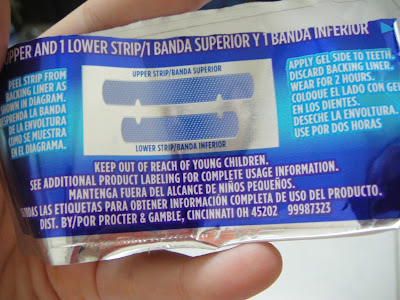 UPPER AND 1 LOWER STRIP/1 BANDA SUPERIOR Y 1 BANDA INFERIOR
PEEL STRIP FROM
BACKING LINER AS
SHOWN IN DIAGRAM.
DESPRENDA LA BANDA
DE LA ENVOLTURA
COMO SE MUESTRA
EN EL DIAGRAMA.
UPPER STRIP/BANDA SUPERIOR
LOWER STRIP/BANDA INFERIOR
APPLY GEL SIDE TO TEETH.
DISCARD BACKING LINER.
WEAR FOR 2 HOURS.
COLOQUE EL LADO CON GEL
EN LOS DIENTES.
DESECHE LA ENVOLTURA.
USE POR DOS HORAS
KEEP OUT OF REACH OF YOUNG CHILDREN.
SEE ADDITIONAL PRODUCT LABELING FOR COMPLETE USAGE INFORMATION.
MANTENGA FUERA DEL ALCANCE DE NIÑOS PEQUEÑOS.
LAS ETIQUETAS PARA OBTENER INFORMACIÓN COMPLETA DE USO DEL PRODUCTO.
DIST. BY/POR PROCTER & GAMBLE, CINCINNATI OH 45202 99987323